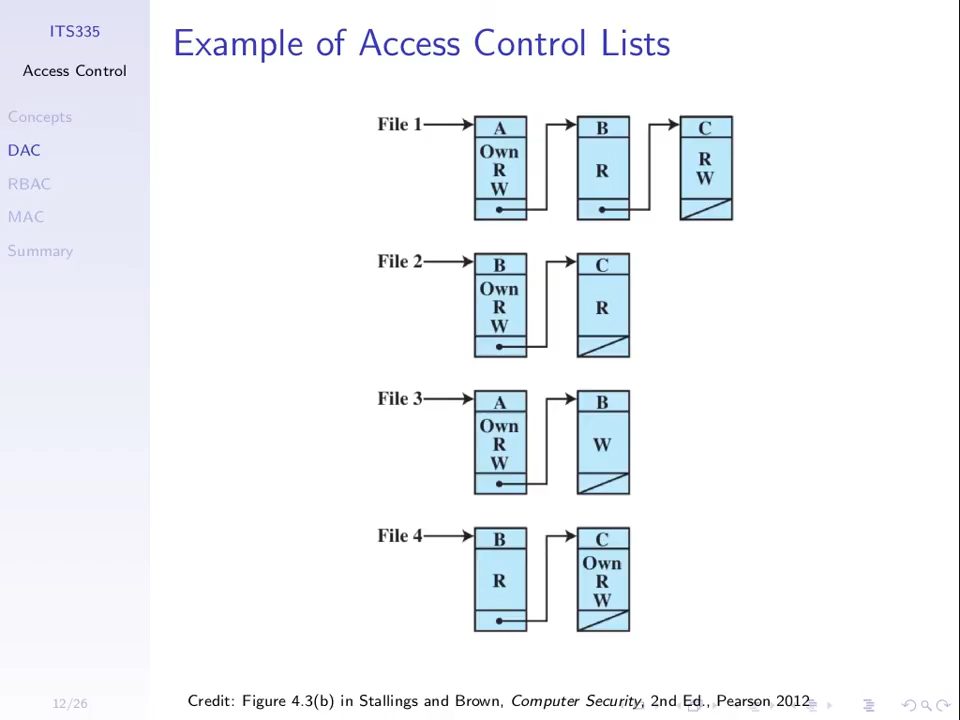 ITS335
Access Control
Concepts
DAC
RBAC
MAC
Summary
12/26
Example of Access Control Lists
File 1
A
Own
R
W
B
R
C
R
W
File 2
B
Own
R
W
C
R
File 3
A
Own
R
W
B
W
File 4
B
R
C
Own
R
W
Credit: Figure 4.3(b) in Stallings and Brown, Computer Security, 2nd Ed., Pearson 2012